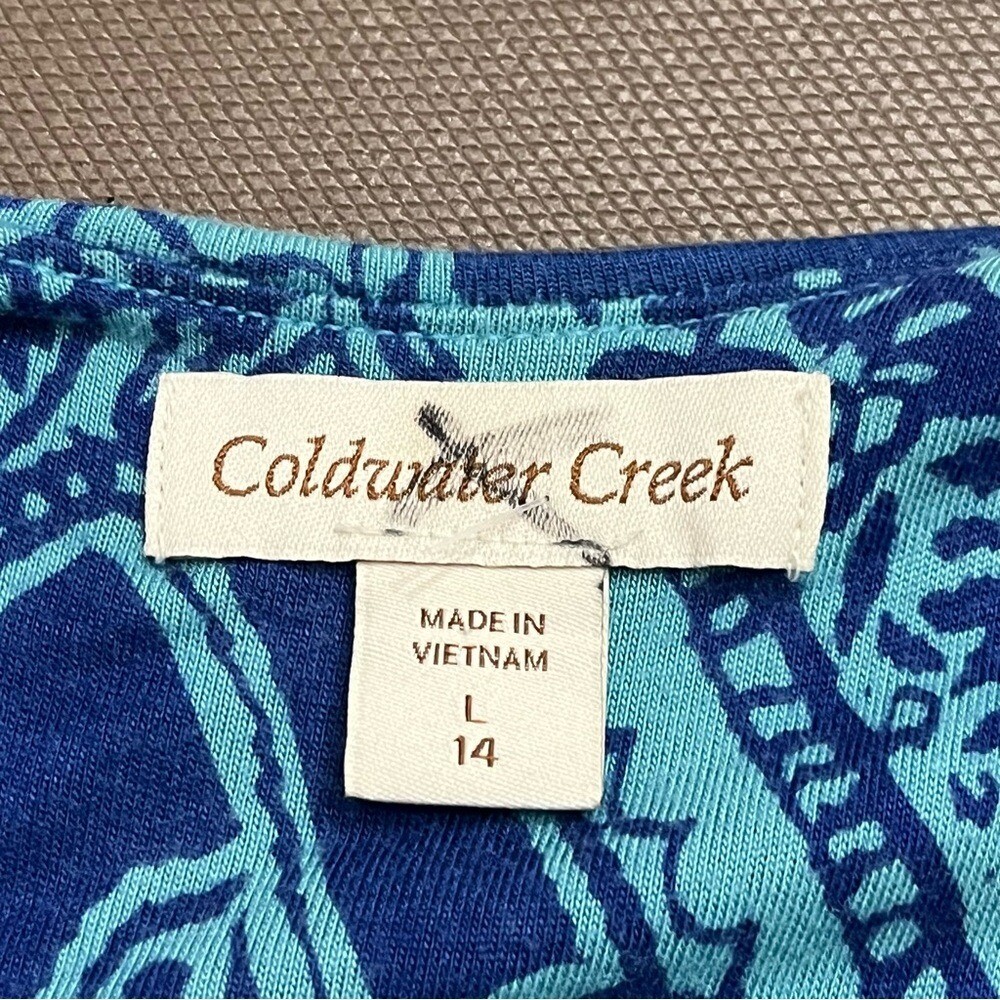 Coldwater Creek
MADE IN
VIETNAM
L
14